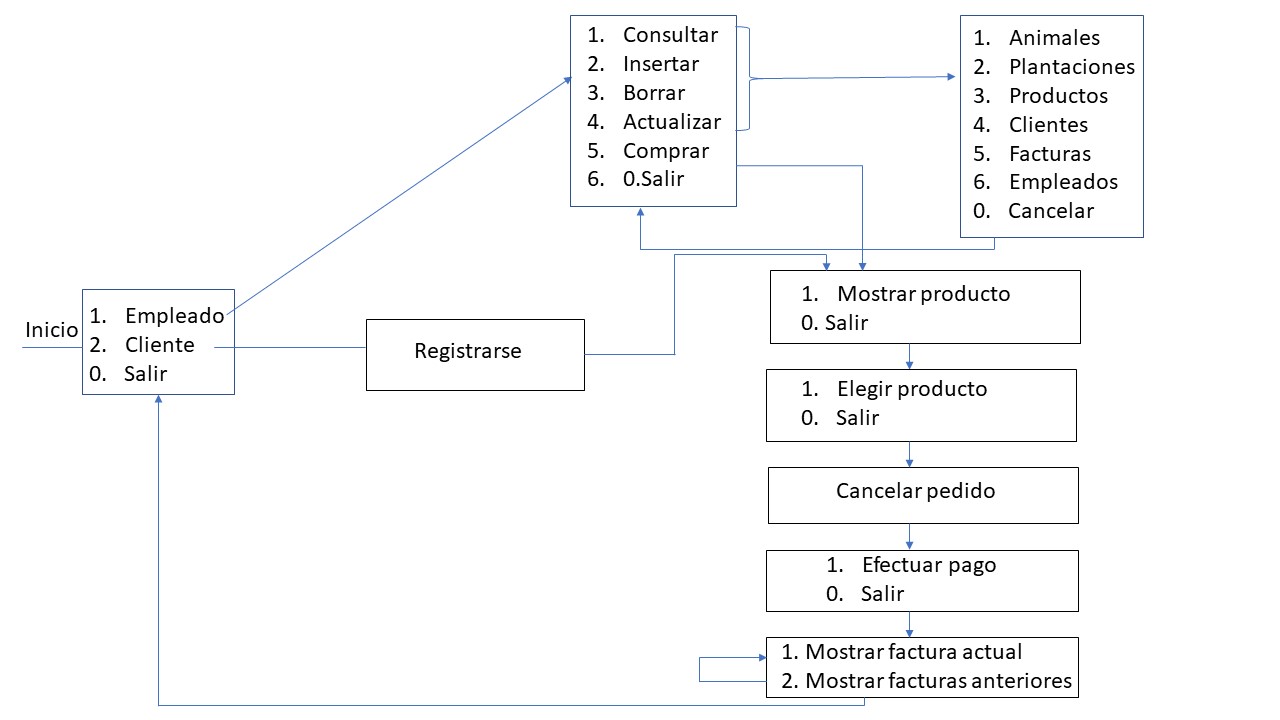 Inicio
1. Empleado
2. Cliente
0. Salir
Registrarse
1. Consultar
2. Insertar
3. Borrar
4. Actualizar
5. Comprar
6. 0.Salir
1. Animales
2. Plantaciones
3. Productos
4. Clientes
5. Facturas
6. Empleados
0. Cancelar
1. Mostrar producto
0. Salir
1. Elegir producto
0. Salir
Cancelar pedido
1. Efectuar pago
0. Salir
1. Mostrar factura actual
2. Mostrar facturas anteriores